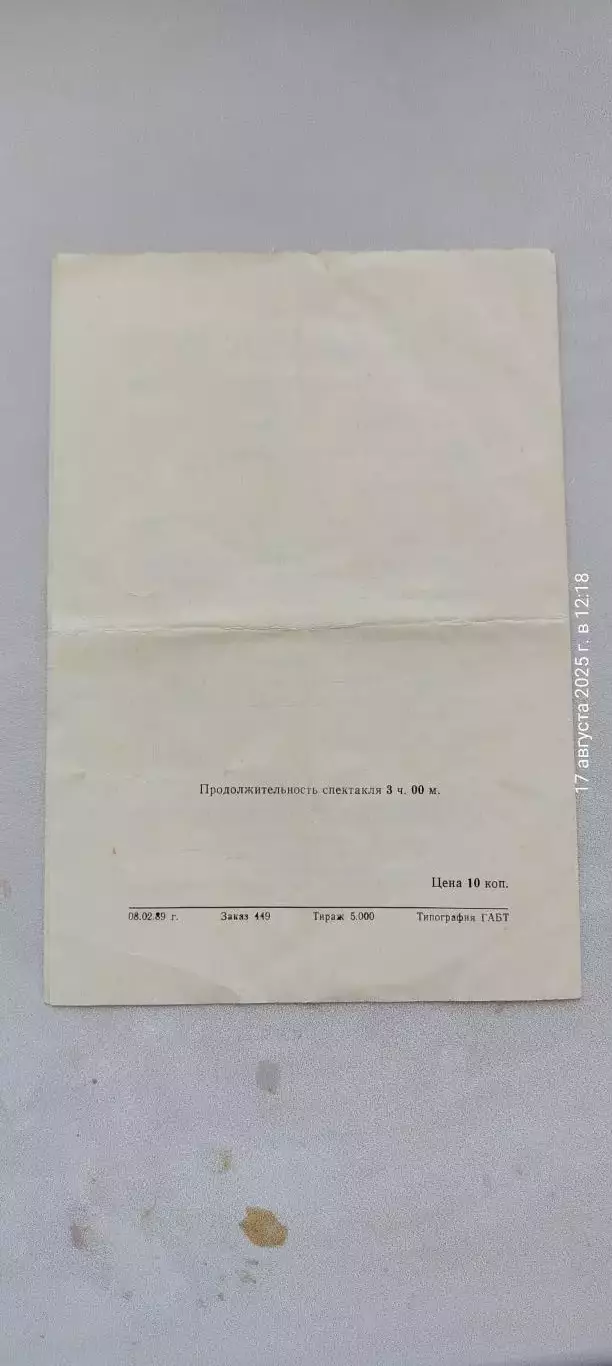 Продолжительность спектакля 3 ч. 00 м.
Цена 10 коп.
08.02.89 г. Заказ 449 Тираж 5.000 Типография ГАБТ
17 августа 2025 г. в 12:18